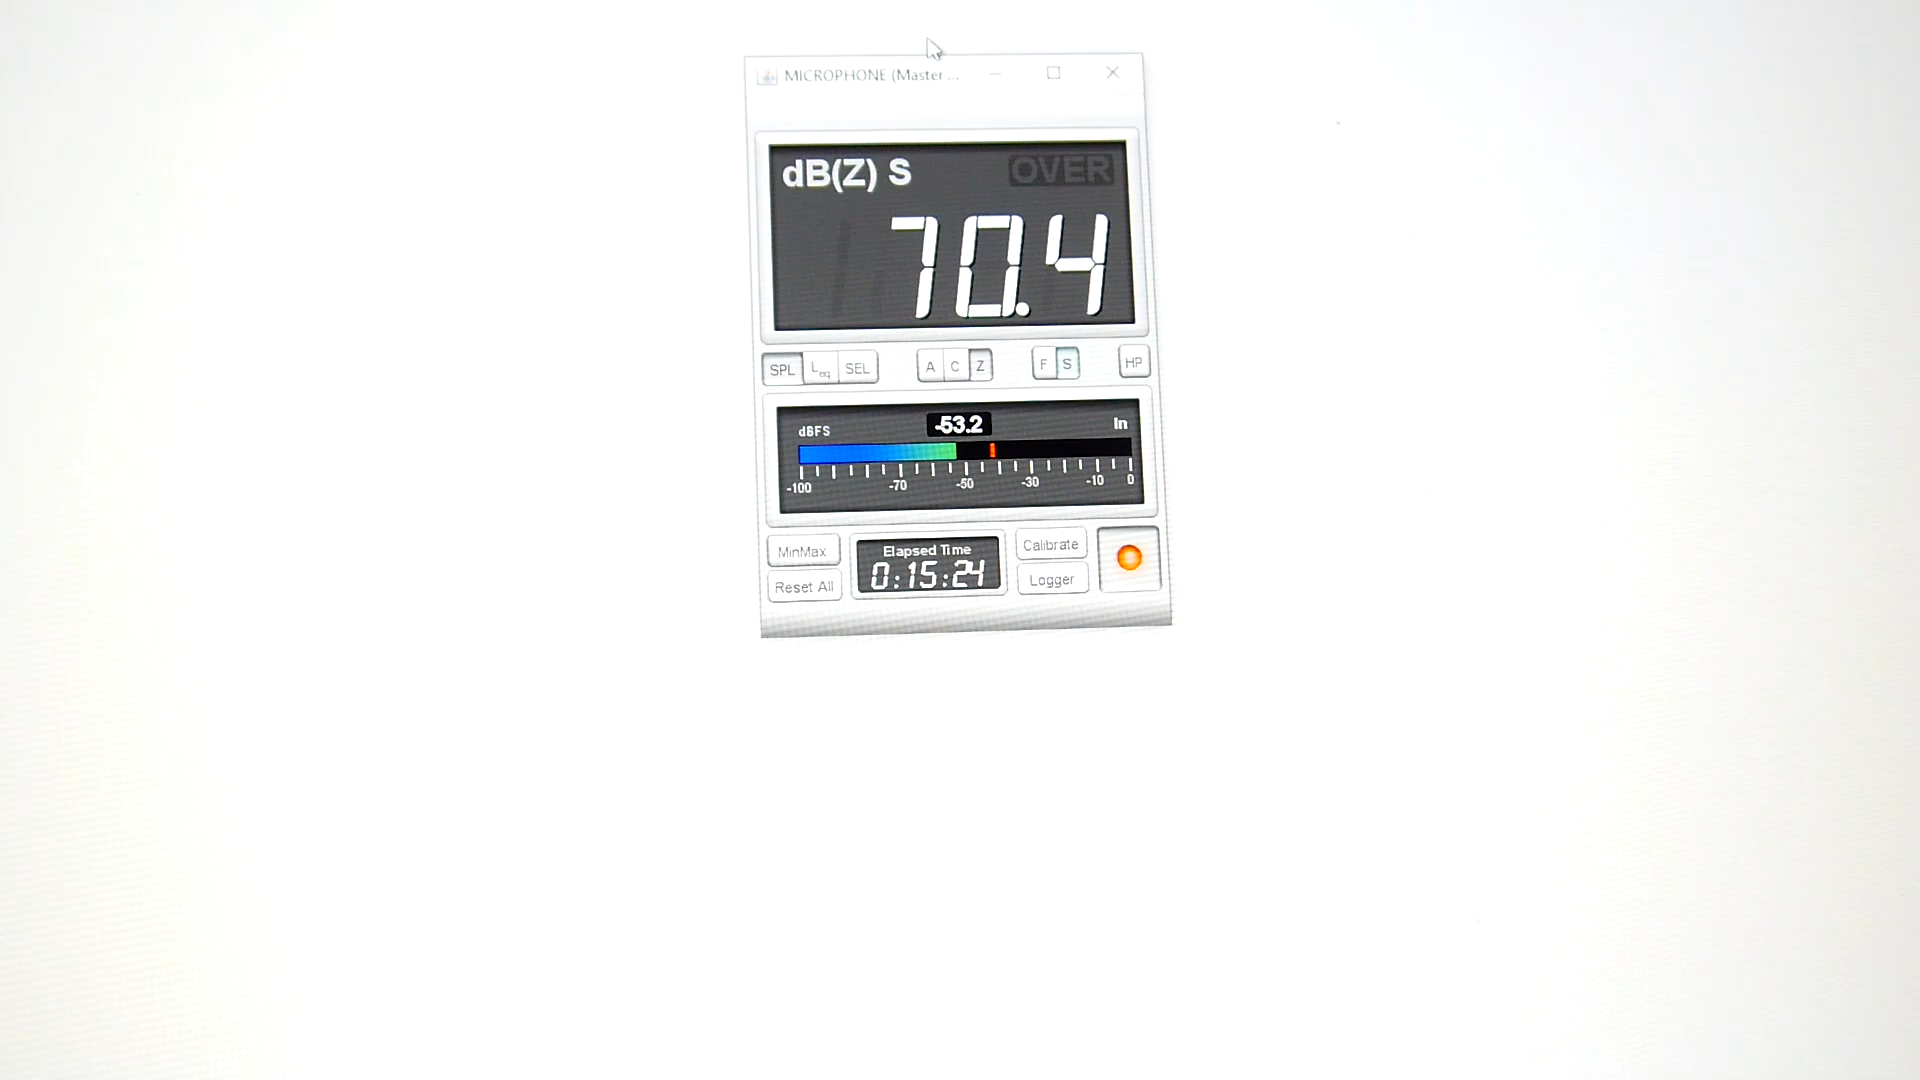 MICROPHONE (Master ...
dB(Z) S OVER
70.4
SPL Leq SEL A C Z F S HP
dBFS -53.2 In
-100 -70 -50 -30 -10 0
MinMax Elapsed Time Calibrate
Reset All 0:15:24 Logger